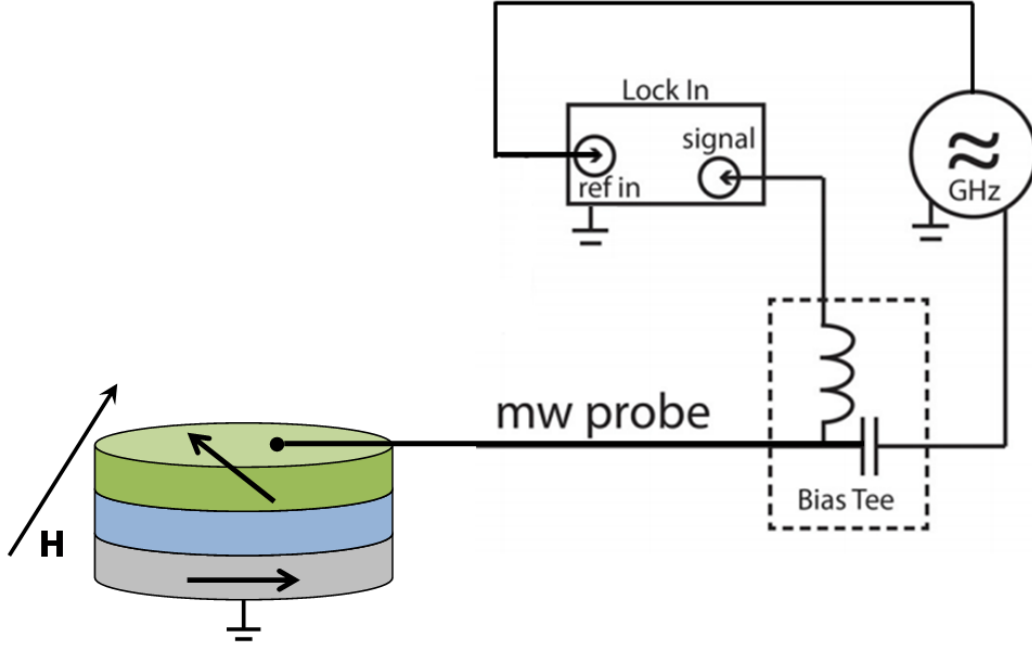 Lock In
signal
ref in
GHz
mw probe
Bias Tee
H